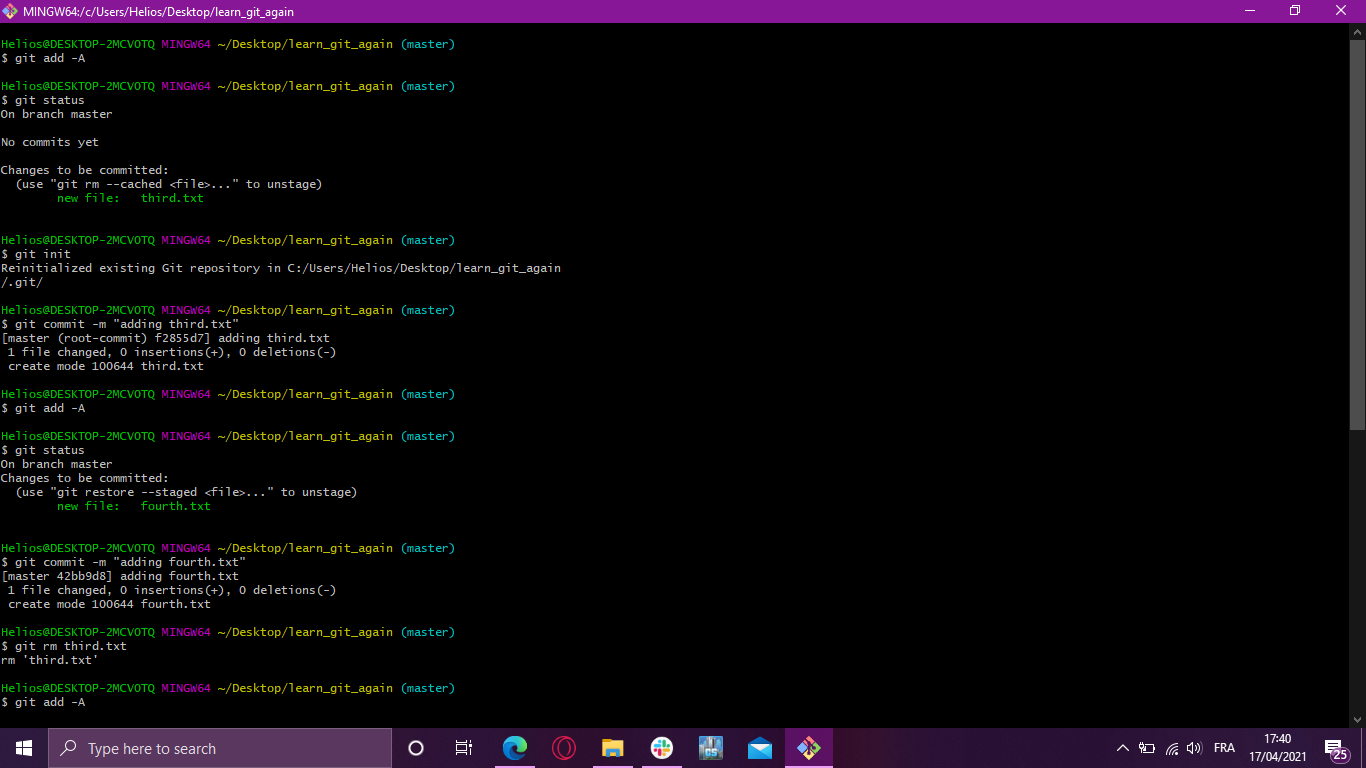 MINGW64:/c/Users/Helios/Desktop/learn_git_again
Helios@DESKTOP-2MCVOTQ MINGW64 ~/Desktop/learn_git_again (master)
$ git add -A
Helios@DESKTOP-2MCVOTQ MINGW64 ~/Desktop/learn_git_again (master)
$ git status
On branch master
No commits yet
Changes to be committed:
  (use "git rm --cached <file>..." to unstage)
        new file:   third.txt
Helios@DESKTOP-2MCVOTQ MINGW64 ~/Desktop/learn_git_again (master)
$ git init
Reinitialized existing Git repository in C:/Users/Helios/Desktop/learn_git_again
/.git/
Helios@DESKTOP-2MCVOTQ MINGW64 ~/Desktop/learn_git_again (master)
$ git commit -m "adding third.txt"
[master (root-commit) f2855d7] adding third.txt
 1 file changed, 0 insertions(+), 0 deletions(-)
 create mode 100644 third.txt
Helios@DESKTOP-2MCVOTQ MINGW64 ~/Desktop/learn_git_again (master)
$ git add -A
Helios@DESKTOP-2MCVOTQ MINGW64 ~/Desktop/learn_git_again (master)
$ git status
On branch master
Changes to be committed:
  (use "git restore --staged <file>..." to unstage)
        new file:   fourth.txt
Helios@DESKTOP-2MCVOTQ MINGW64 ~/Desktop/learn_git_again (master)
$ git commit -m "adding fourth.txt"
[master 42bb9d8] adding fourth.txt
 1 file changed, 0 insertions(+), 0 deletions(-)
 create mode 100644 fourth.txt
Helios@DESKTOP-2MCVOTQ MINGW64 ~/Desktop/learn_git_again (master)
$ git rm third.txt
rm 'third.txt'
Helios@DESKTOP-2MCVOTQ MINGW64 ~/Desktop/learn_git_again (master)
$ git add -A
Type here to search
FRA
17:40
17/04/2021
25